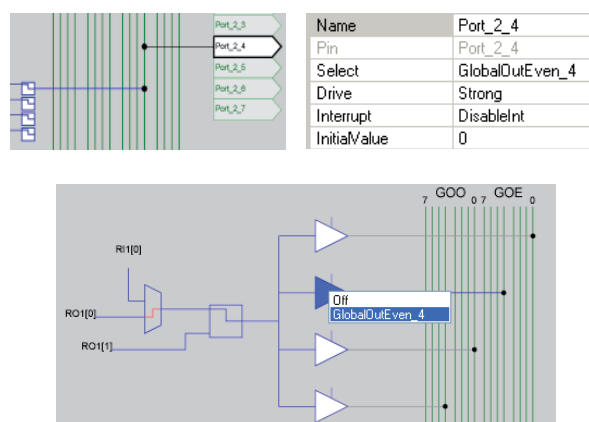 Port_2_3
Port_2_4
Port_2_5
Port_2_6
Port_2_7
Name Port_2_4
Pin Port_2_4
Select GlobalOutEven_4
Drive Strong
Interrupt DisableInt
InitialValue 0
GOO GOE
7 0 7 0
RI1[0]
RO1[0]
RO1[1]
Off
GlobalOutEven_4